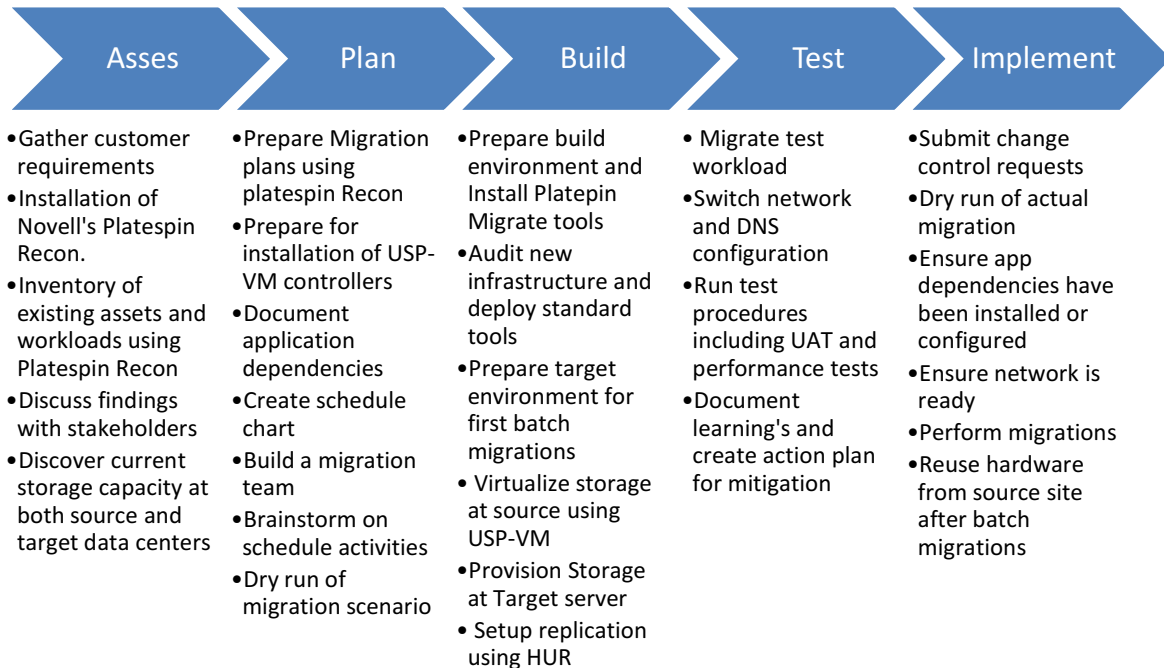 Asses
Plan
Build
Test
Implement
•Gather customer
requirements
•Installation of
Novell's Platespin
Recon.
•Inventory of
existing assets and
workloads using
Platespin Recon
•Discuss findings
with stakeholders
•Discover current
storage capacity at
both source and
target data centers
•Prepare Migration
plans using
platespin Recon
•Prepare for
installation of USP-
VM controllers
•Document
application
dependencies
•Create schedule
chart
•Build a migration
team
•Brainstorm on
schedule activities
•Dry run of
migration scenario
•Prepare build
environment and
Install Platepin
Migrate tools
•Audit new
infrastructure and
deploy standard
tools
•Prepare target
environment for
first batch
migrations
• Virtualize storage
at source using
USP-VM
•Provision Storage
at Target server
• Setup replication
using HUR
• Migrate test
workload
•Switch network
and DNS
configuration
•Run test
procedures
including UAT and
performance tests
•Document
learning's and
create action plan
for mitigation
•Submit change
control requests
•Dry run of actual
migration
•Ensure app
dependencies have
been installed or
configured
•Ensure network is
ready
•Perform migrations
•Reuse hardware
from source site
after batch
migrations